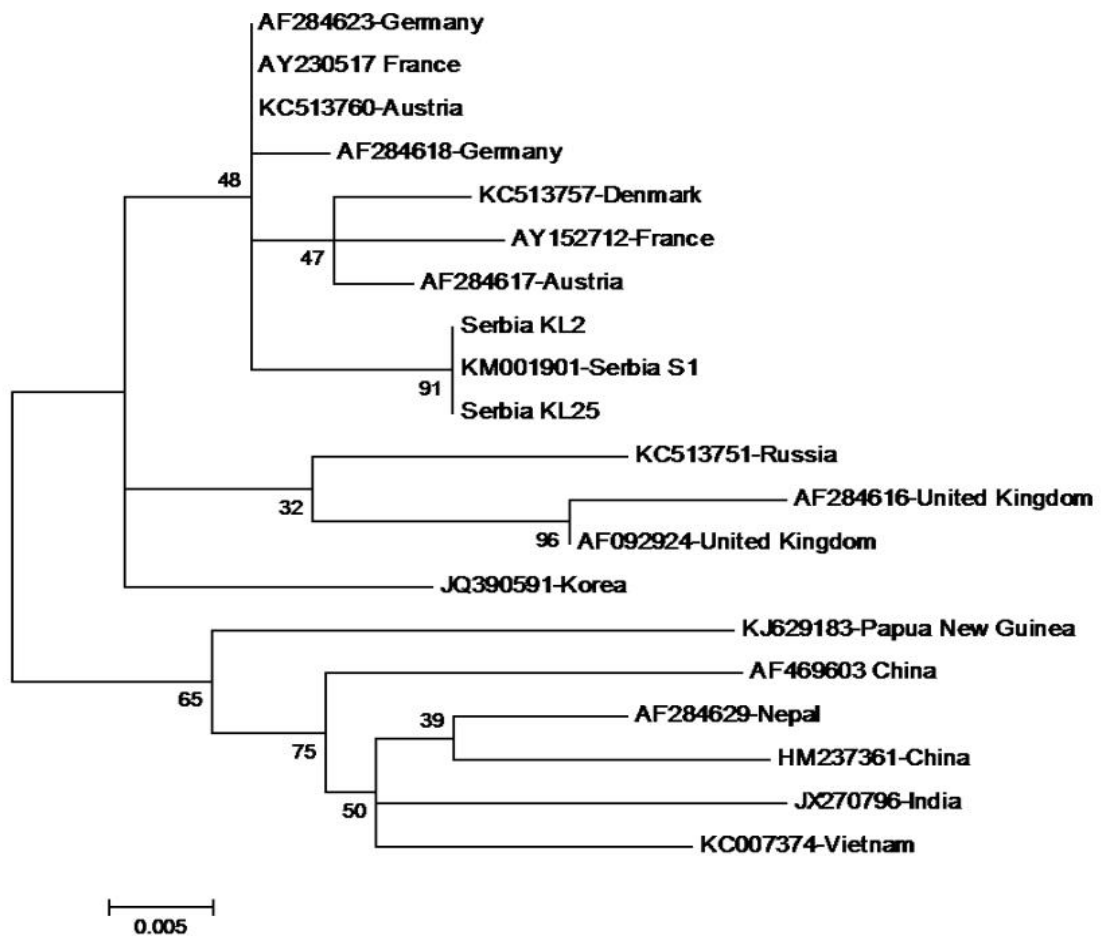 AF284623-Germany
AY230517 France
KC513760-Austria
AF284618-Germany
48
KC513757-Denmark
AY152712-France
47
AF284617-Austria
Serbia KL2
KM001901-Serbia S1
91
Serbia KL25
KC513751-Russia
AF284616-United Kingdom
32
96
AF092924-United Kingdom
JQ390591-Korea
KJ629183-Papua New Guinea
AF469603 China
65
AF284629-Nepal
39
75
HM237361-China
JX270796-India
50
KC007374-Vietnam
0.005